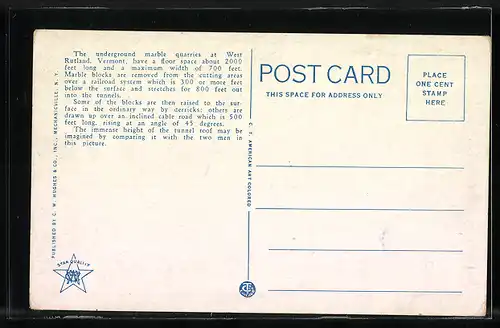 The underground marble quarries at West
Rutland, Vermont, have a floor space about 2000
feet long and a maximum width of 700 feet.
Marble blocks are removed from the cutting areas
over a railroad system which is 300 or more feet
below the surface and stretches for 800 feet out
into the tunnels.
Some of the blocks are then raised to the sur-
face in the ordinary way by derricks; others are
drawn up over an inclined cable road which is 500
feet long, rising at an angle of 45 degrees.
The immense height of the tunnel roof may be
imagined by comparing it with the two men in
this picture.
PUBLISHED BY C. W. HUGHES & CO., INC., MECHANICVILLE, N. Y.
STAR QUALITY
C. T. AMERICAN ART COLORED
POST CARD
THIS SPACE FOR ADDRESS ONLY
PLACE
ONE CENT
STAMP
HERE